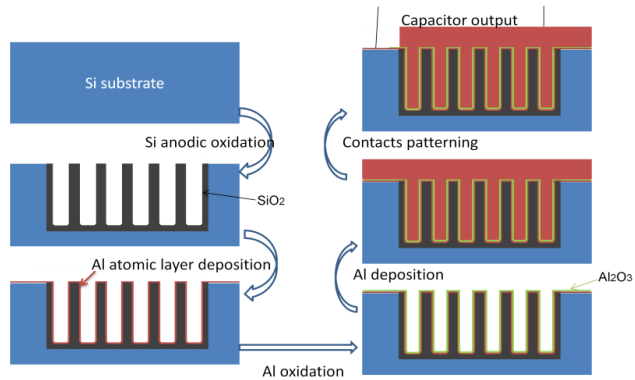 Si substrate
Si anodic oxidation
SiO2
Al atomic layer deposition
Al oxidation
Al2O3
Al deposition
Contacts patterning
Capacitor output